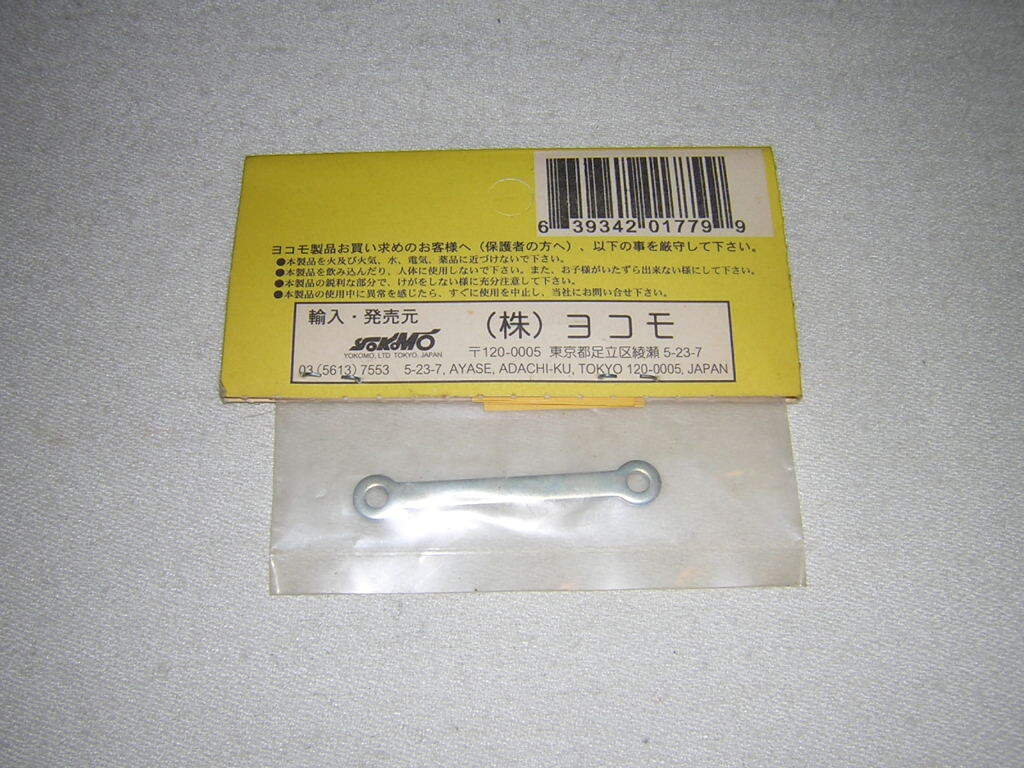 6 39342 01779 9
ヨコモ製品お買い求めのお客様へ（保護者の方へ）、以下の事を厳守して下さい。
●本製品を火及び火気、水、電気、薬品に近づけないで下さい。
●本製品を飲み込んだり、人体に使用しないで下さい。また、お子様がいたずら出来ない様にして下さい。
●本製品の鋭利な部分で、けがをしない様に充分注意して下さい。
●本製品の使用中に異常を感じたら、すぐに使用を中止し、当社にお問い合せ下さい。
輸入・発売元 （株）ヨコモ
YOKOMO
YOKOMO, LTD TOKYO, JAPAN 〒120-0005 東京都足立区綾瀬 5-23-7
03 (5613) 7553 5-23-7, AYASE, ADACHI-KU, TOKYO 120-0005, JAPAN